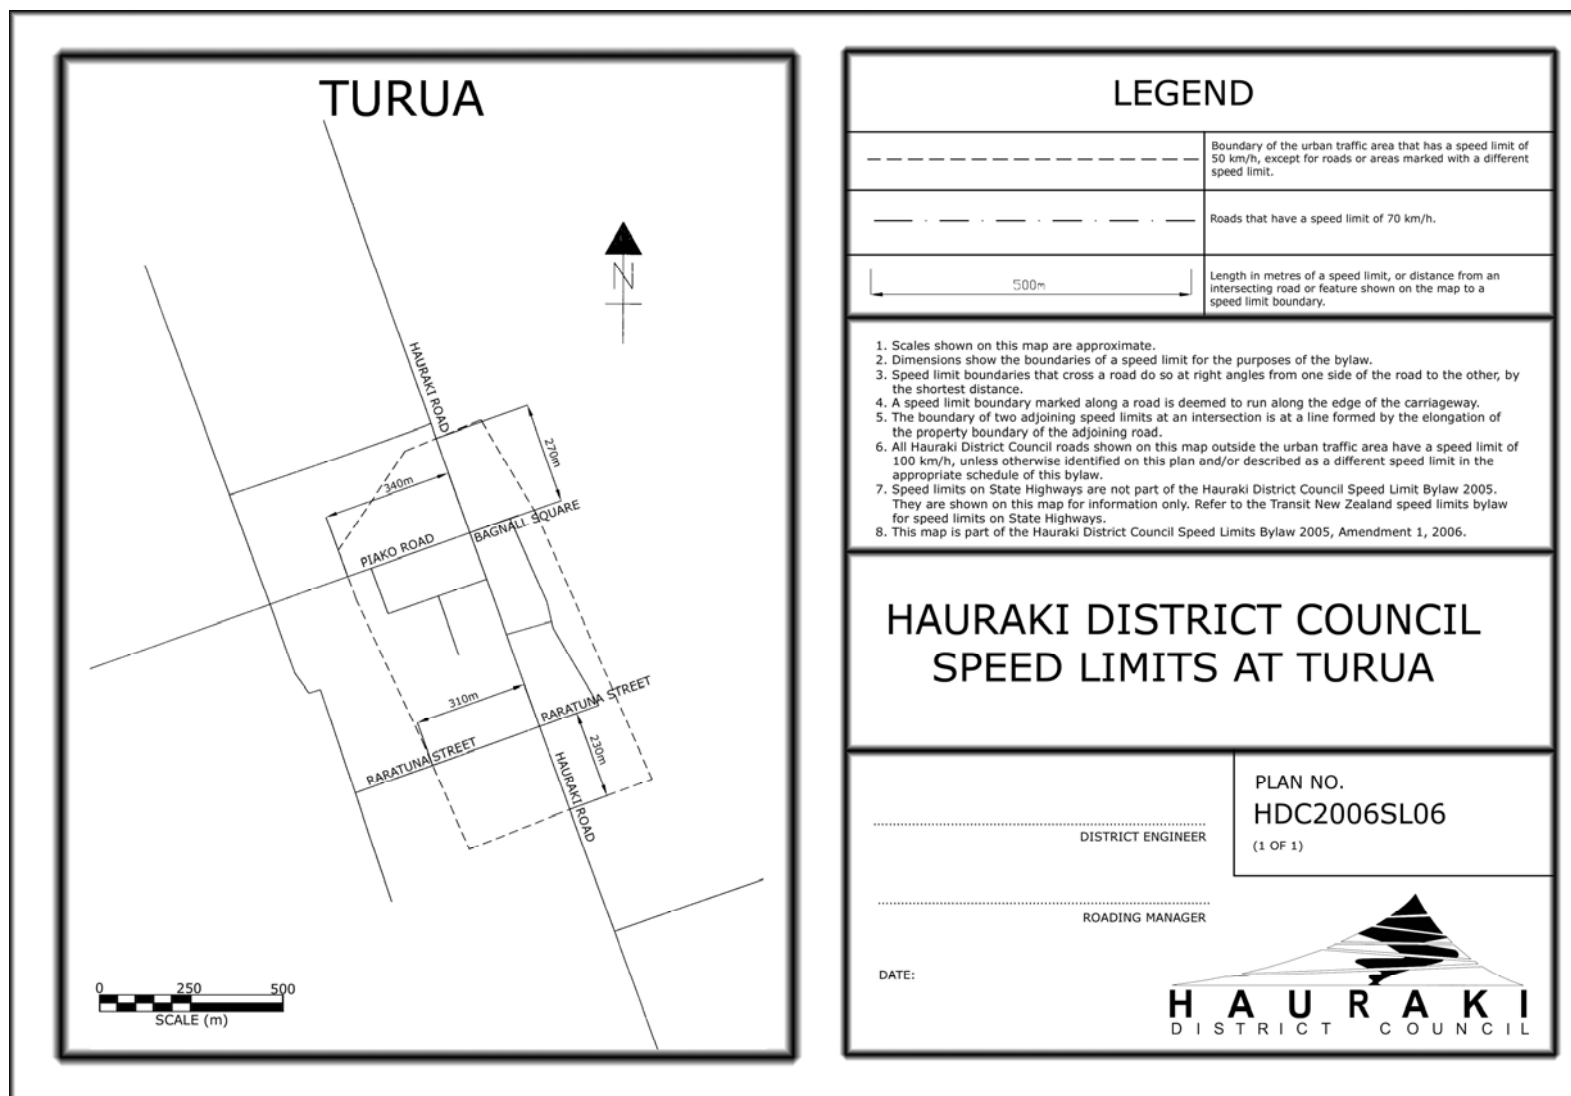 TURUA
N
HAURAKI ROAD
270m
340m
BAGNALL SQUARE
PIAKO ROAD
310m
RARATUNA STREET
RARATUNA STREET
230m
HAURAKI ROAD
0 250 500
SCALE (m)
LEGEND
Boundary of the urban traffic area that has a speed limit of
50 km/h, except for roads or areas marked with a different
speed limit.
Roads that have a speed limit of 70 km/h.
500m
Length in metres of a speed limit, or distance from an
intersecting road or feature shown on the map to a
speed limit boundary.
1. Scales shown on this map are approximate.
2. Dimensions show the boundaries of a speed limit for the purposes of the bylaw.
3. Speed limit boundaries that cross a road do so at right angles from one side of the road to the other, by
the shortest distance.
4. A speed limit boundary marked along a road is deemed to run along the edge of the carriageway.
5. The boundary of two adjoining speed limits at an intersection is at a line formed by the elongation of
the property boundary of the adjoining road.
6. All Hauraki District Council roads shown on this map outside the urban traffic area have a speed limit of
100 km/h, unless otherwise identified on this plan and/or described as a different speed limit in the
appropriate schedule of this bylaw.
7. Speed limits on State Highways are not part of the Hauraki District Council Speed Limit Bylaw 2005.
They are shown on this map for information only. Refer to the Transit New Zealand speed limits bylaw
for speed limits on State Highways.
8. This map is part of the Hauraki District Council Speed Limits Bylaw 2005, Amendment 1, 2006.
HAURAKI DISTRICT COUNCIL
SPEED LIMITS AT TURUA
DISTRICT ENGINEER
ROADING MANAGER
DATE:
PLAN NO.
HDC2006SL06
(1 OF 1)
HAURAKI
DISTRICT COUNCIL